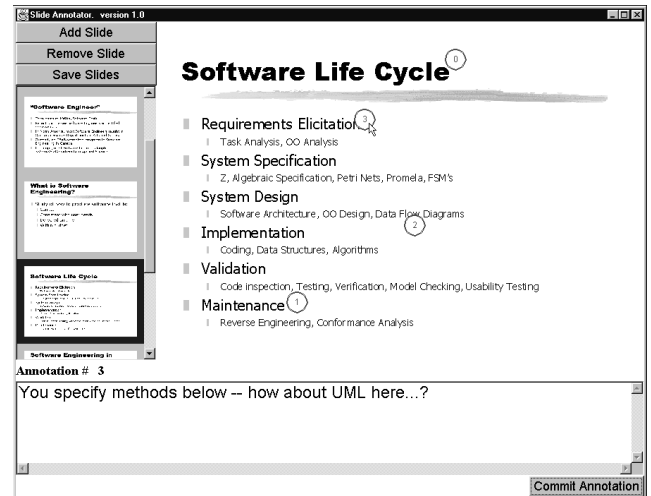 Slide Annotator. version 1.0
Add Slide
Remove Slide
Save Slides
"Software Engineer"
What is Software
Engineering?
Software Life Cycle
Software Engineering in
Software Life Cycle 0
Requirements Elicitation 3
Task Analysis, OO Analysis
System Specification
Z, Algebraic Specification, Petri Nets, Promela, FSM's
System Design
Software Architecture, OO Design, Data Flow Diagrams
2
Implementation
Coding, Data Structures, Algorithms
Validation
Code inspection, Testing, Verification, Model Checking, Usability Testing
Maintenance 1
Reverse Engineering, Conformance Analysis
Annotation # 3
You specify methods below -- how about UML here...?
Commit Annotation